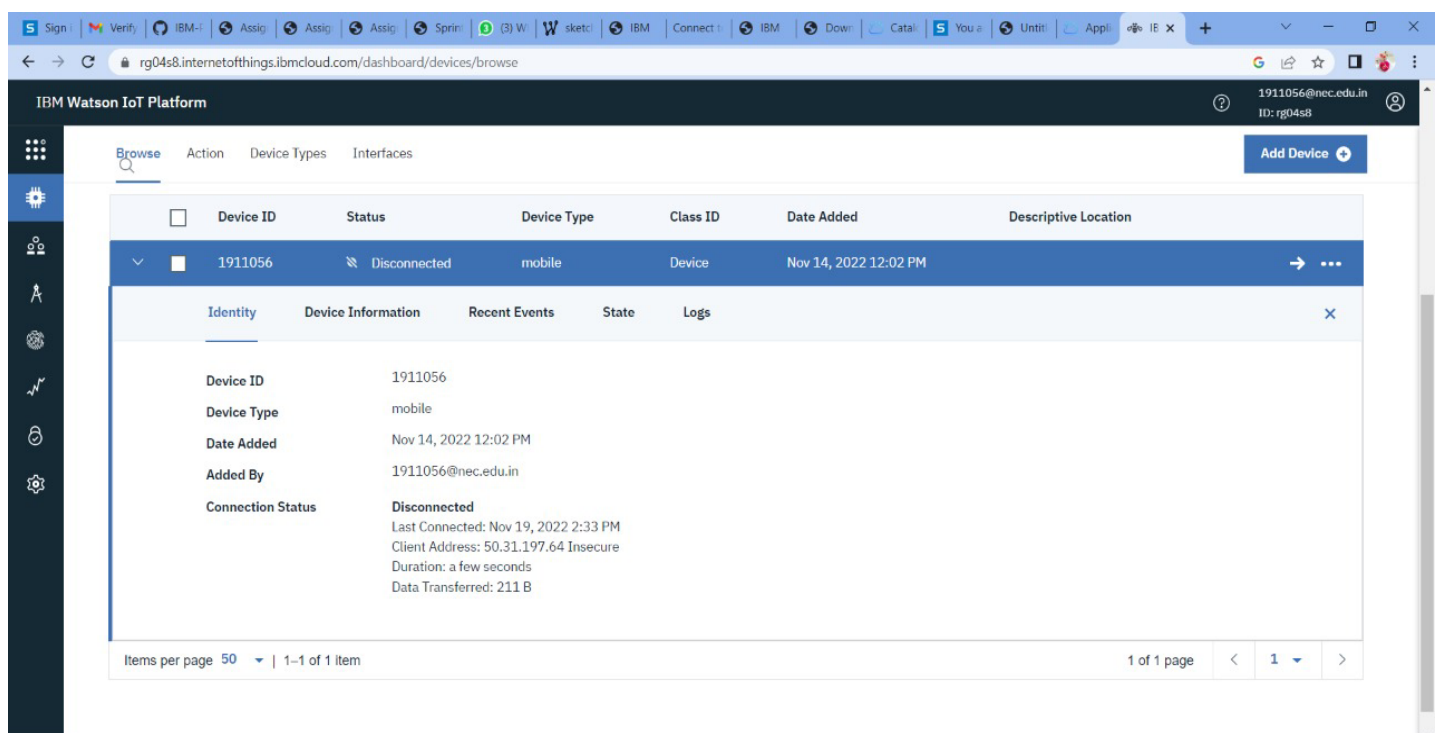 Sign i Verify IBM-F Assig Assig Assig Sprin (3) W sketcl IBM Connect t IBM Down Catal You a Untitl Appli IE
rg04s8.internetofthings.ibmcloud.com/dashboard/devices/browse
IBM Watson IoT Platform
1911056@nec.edu.in
ID: rg04s8
Browse Action Device Types Interfaces Add Device
Device ID Status Device Type Class ID Date Added Descriptive Location
1911056 Disconnected mobile Device Nov 14, 2022 12:02 PM
Identity Device Information Recent Events State Logs
Device ID 1911056
Device Type mobile
Date Added Nov 14, 2022 12:02 PM
Added By 1911056@nec.edu.in
Connection Status Disconnected
Last Connected: Nov 19, 2022 2:33 PM
Client Address: 50.31.197.64 Insecure
Duration: a few seconds
Data Transferred: 211 B
Items per page 50 | 1–1 of 1 item 1 of 1 page < 1 >